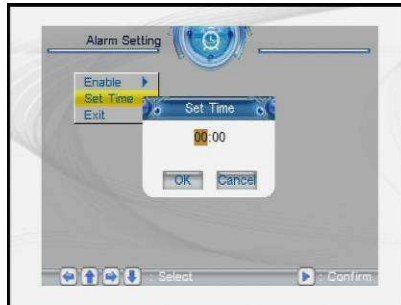 Alarm Setting
Enable
Set Time
Exit
Set Time
00:00
OK Cancel
: Select : Confirm